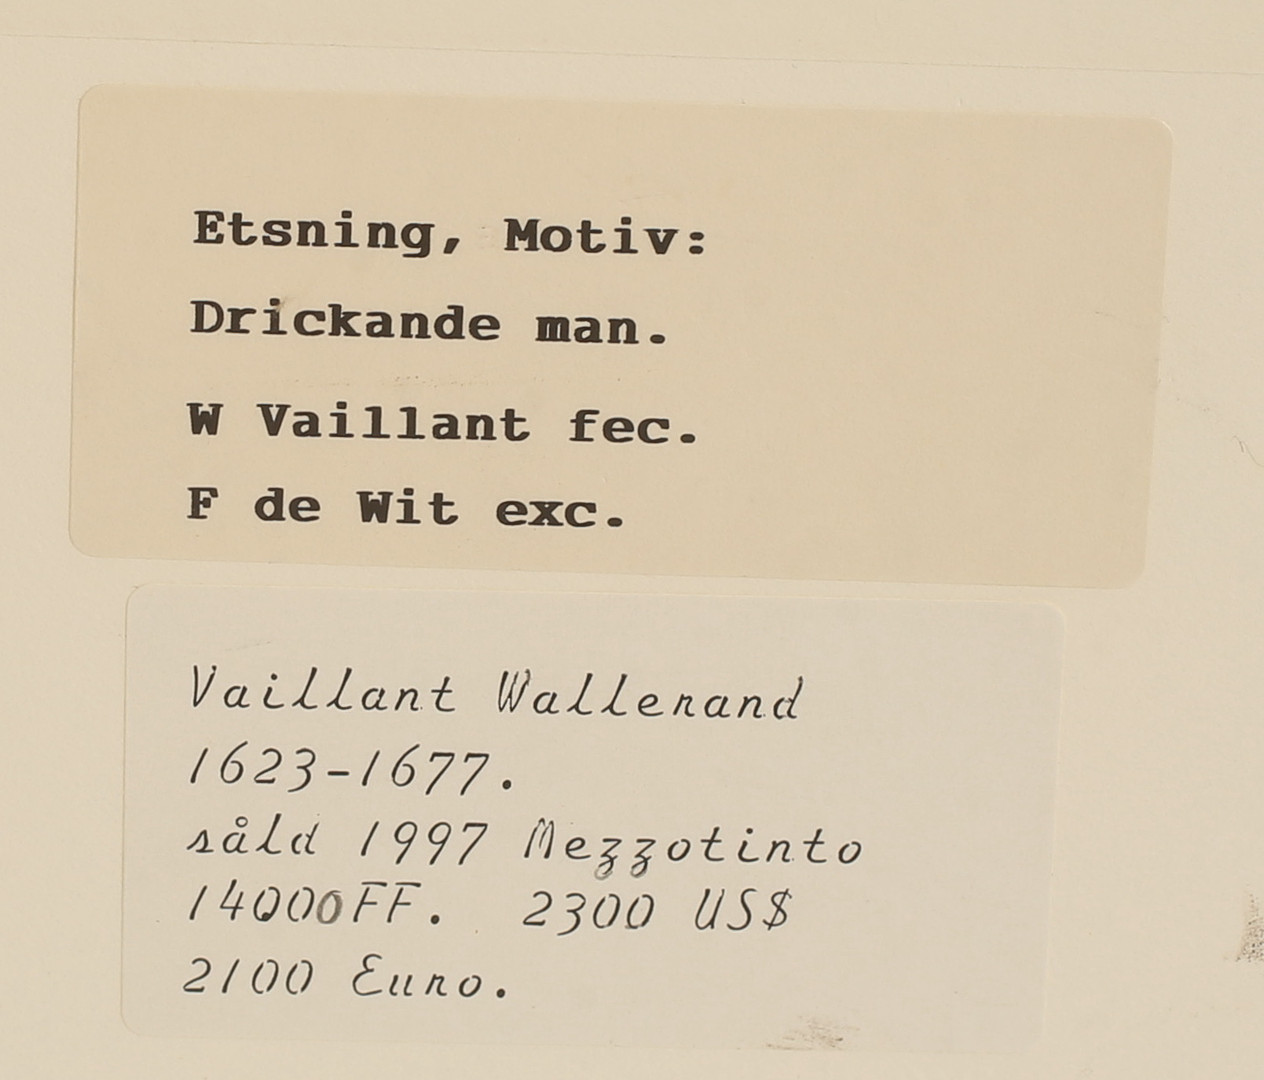 Etsning, Motiv:
Drickande man.
W Vaillant fec.
F de Wit exc.
Vaillant Wallerand
1623-1677.
såld 1997 Mezzotinto
14000FF. 2300 US$
2100 Euro.